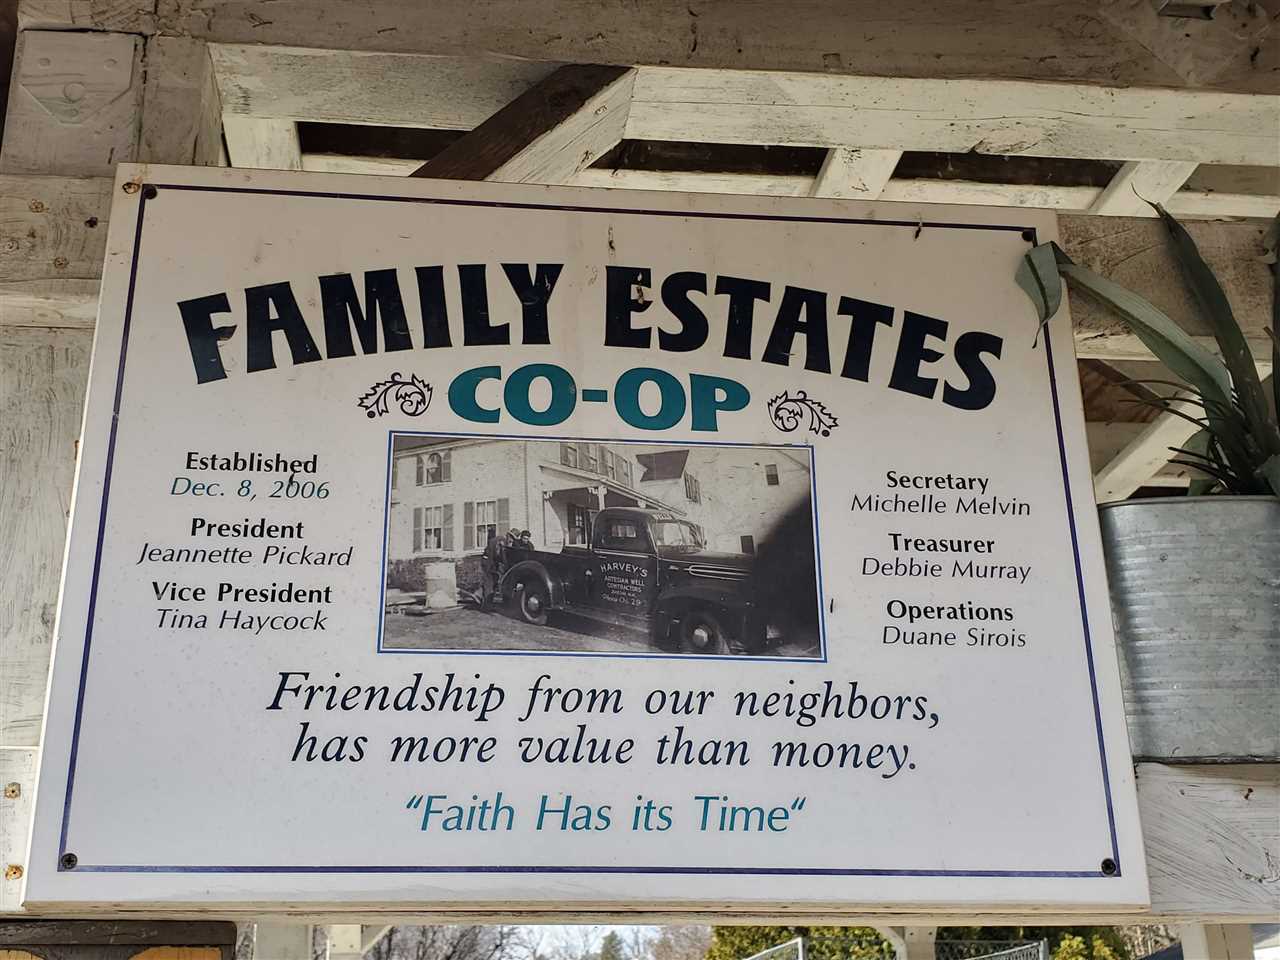 FAMILY ESTATES
CO-OP
Established
Dec. 8, 2006
President
Jeannette Pickard
Vice President
Tina Haycock
HARVEY'S
ARTESIAN WELL
CONTRACTORS
Secretary
Michelle Melvin
Treasurer
Debbie Murray
Operations
Duane Sirois
Friendship from our neighbors,
has more value than money.
“Faith Has its Time“